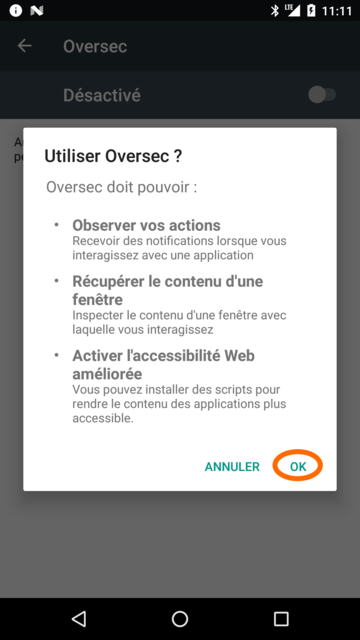 LTE 11:11
Oversec
Désactivé
Utiliser Oversec ?
Oversec doit pouvoir :
• Observer vos actions
Recevoir des notifications lorsque vous
interagissez avec une application
• Récupérer le contenu d'une
fenêtre
Inspecter le contenu d'une fenêtre avec
laquelle vous interagissez
• Activer l'accessibilité Web
améliorée
Vous pouvez installer des scripts pour
rendre le contenu des applications plus
accessible.
ANNULER OK